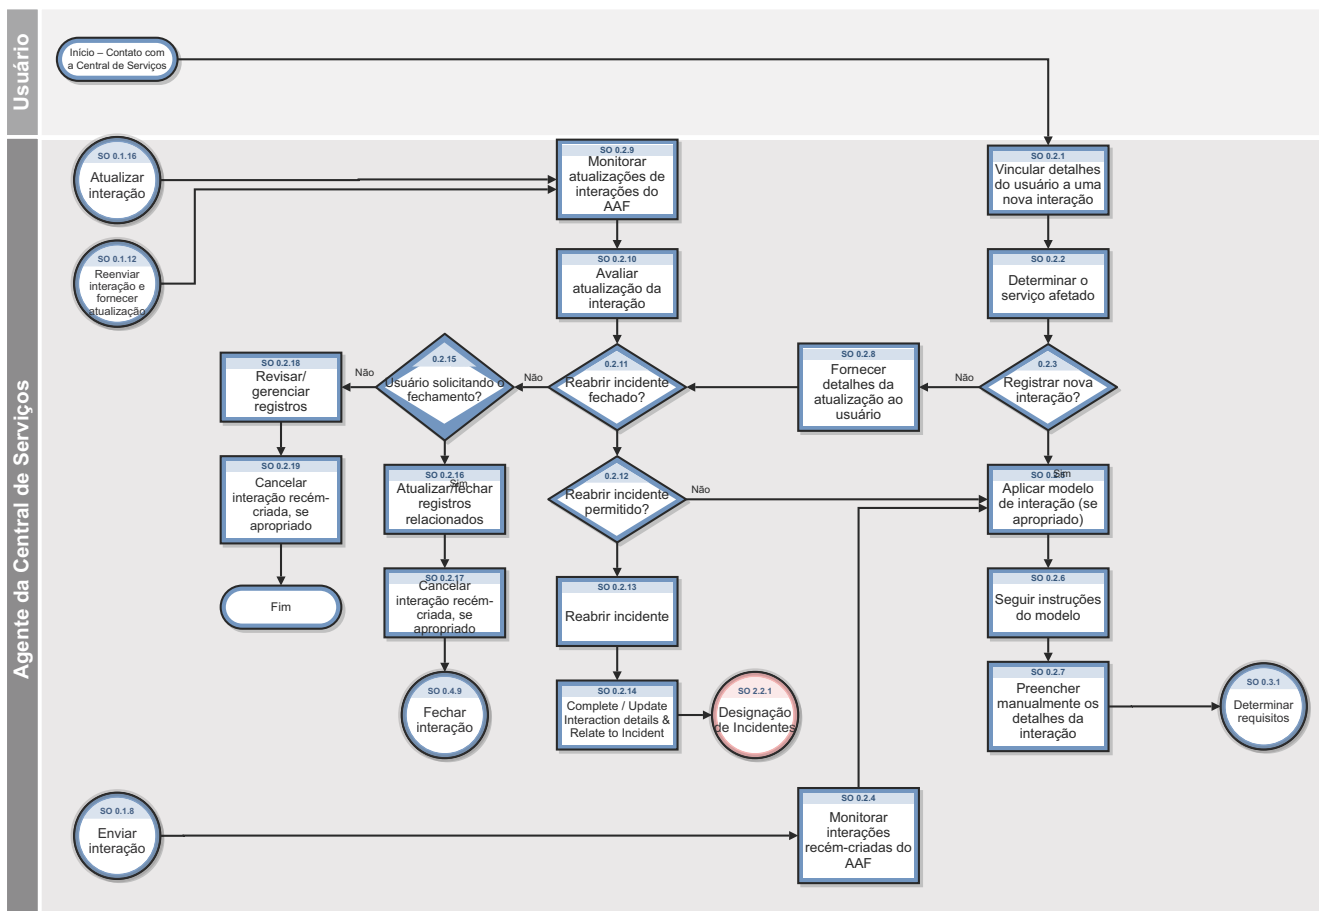 Usuário
Início – Contato com
a Central de Serviços
Agente da Central de Serviços
SO 0.1.16
Atualizar
interação
SO 0.2.9
Monitorar
atualizações de
interações do
AAF
SO 0.2.1
Vincular detalhes
do usuário a uma
nova interação
SO 0.1.12
Reenviar
interação e
fornecer
atualização
SO 0.2.10
Avaliar
atualização da
interação
SO 0.2.2
Determinar o
serviço afetado
SO 0.2.18
Revisar/
gerenciar
registros
Não
0.2.15
Usuário solicitando o
fechamento?
Não
0.2.11
Reabrir incidente
fechado?
SO 0.2.8
Fornecer
detalhes da
atualização ao
usuário
Não
0.2.3
Registrar nova
interação?
SO 0.2.19
Cancelar
interação recém-
criada, se
apropriado
SO 0.2.16
Sim
Atualizar/fechar
registros
relacionados
0.2.12
Reabrir incidente
permitido?
Não
Sim
SO 0.2.5
Aplicar modelo
de interação (se
apropriado)
Fim
SO 0.2.17
Cancelar
interação recém-
criada, se
apropriado
SO 0.2.13
Reabrir incidente
SO 0.2.6
Seguir instruções
do modelo
SO 0.4.9
Fechar
interação
SO 0.2.14
Complete / Update
Interaction details &
Relate to Incident
SO 2.2.1
Designação
de Incidentes
SO 0.2.7
Preencher
manualmente os
detalhes da
interação
SO 0.3.1
Determinar
requisitos
SO 0.1.8
Enviar
interação
SO 0.2.4
Monitorar
interações
recém-criadas do
AAF